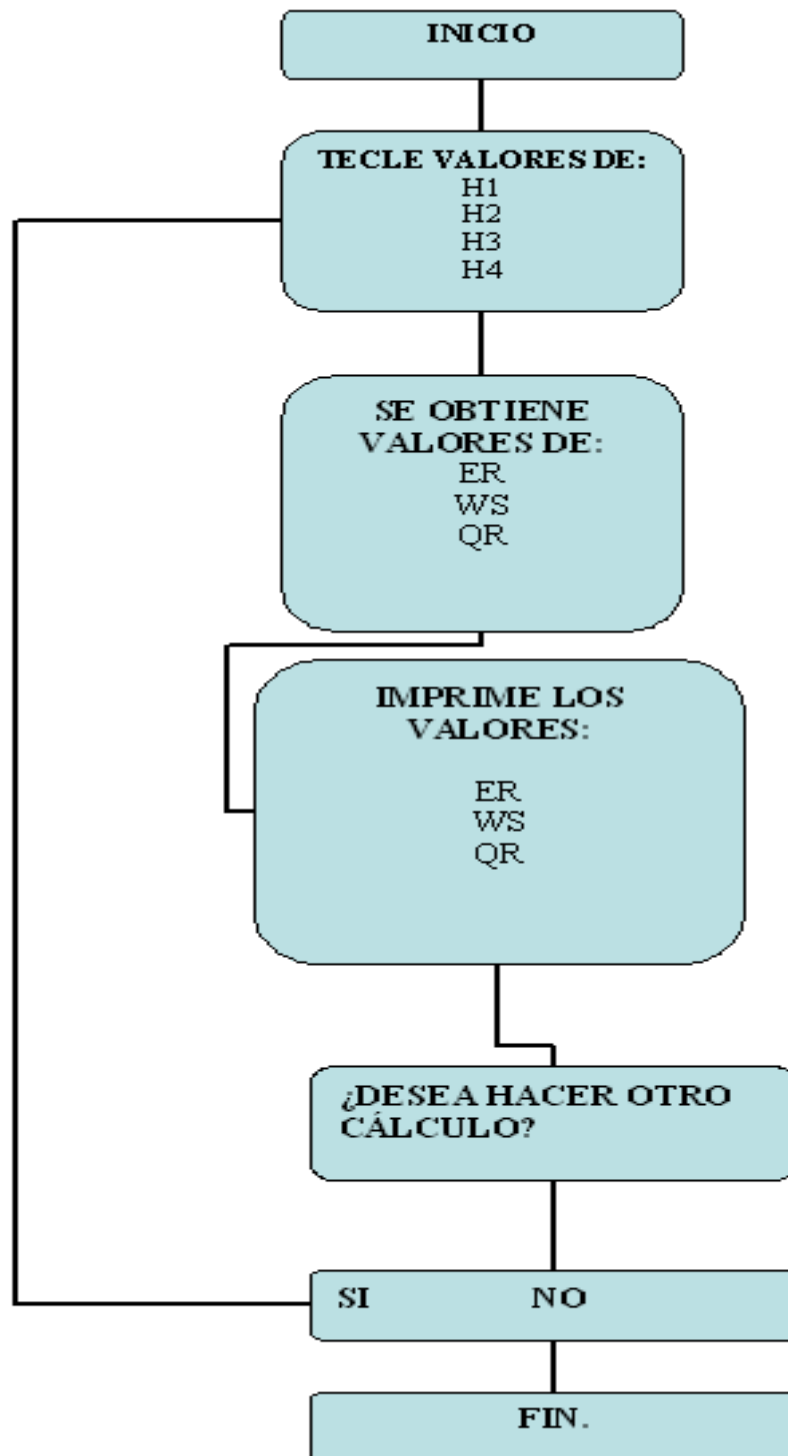 INICIO
TECLE VALORES DE:
H1
H2
H3
H4
SE OBTIENE
VALORES DE:
ER
WS
QR
IMPRIME LOS
VALORES:
ER
WS
QR
¿DESEA HACER OTRO
CÁLCULO?
SI NO
FIN.